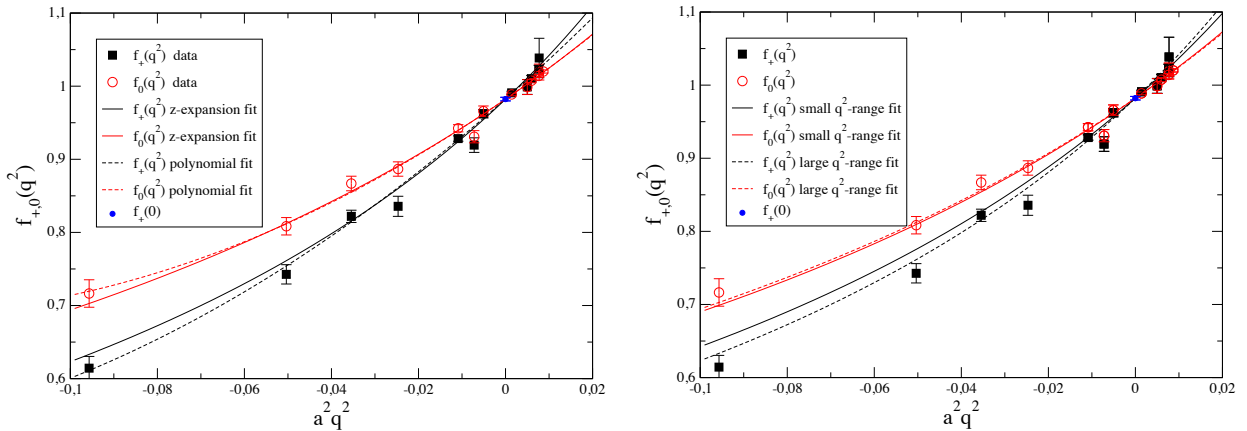 1,1
1
0,9
0,8
0,7
0,6
f+,0(q²)
f+(q²) data
f0(q²) data
f+(q²) z-expansion fit
f0(q²) z-expansion fit
f+(q²) polynomial fit
f0(q²) polynomial fit
f+(0)
-0,1 -0,08 -0,06 -0,04 -0,02 0 0,02
a²q²
1,1
1
0,9
0,8
0,7
0,6
f+,0(q²)
f+(q²)
f0(q²)
f+(q²) small q²-range fit
f0(q²) small q²-range fit
f+(q²) large q²-range fit
f0(q²) large q²-range fit
f+(0)
-0,1 -0,08 -0,06 -0,04 -0,02 0 0,02
a²q²